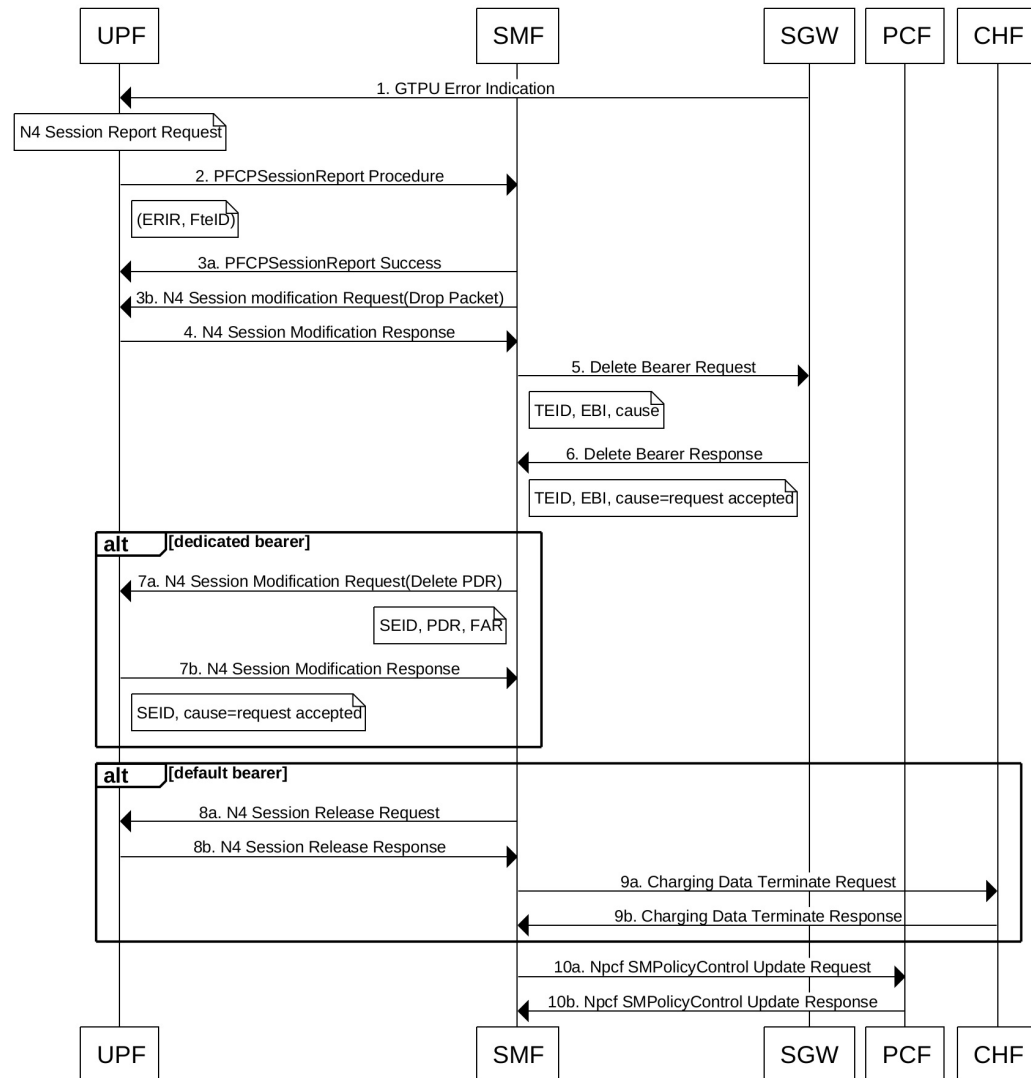 UPF
SMF
SGW
PCF
CHF
1. GTPU Error Indication
N4 Session Report Request
2. PFCPSessionReport Procedure
(ERIR, FteID)
3a. PFCPSessionReport Success
3b. N4 Session modification Request(Drop Packet)
4. N4 Session Modification Response
5. Delete Bearer Request
TEID, EBI, cause
6. Delete Bearer Response
TEID, EBI, cause=request accepted
alt [dedicated bearer]
7a. N4 Session Modification Request(Delete PDR)
SEID, PDR, FAR
7b. N4 Session Modification Response
SEID, cause=request accepted
alt [default bearer]
8a. N4 Session Release Request
8b. N4 Session Release Response
9a. Charging Data Terminate Request
9b. Charging Data Terminate Response
10a. Npcf SMPolicyControl Update Request
10b. Npcf SMPolicyControl Update Response
UPF
SMF
SGW
PCF
CHF